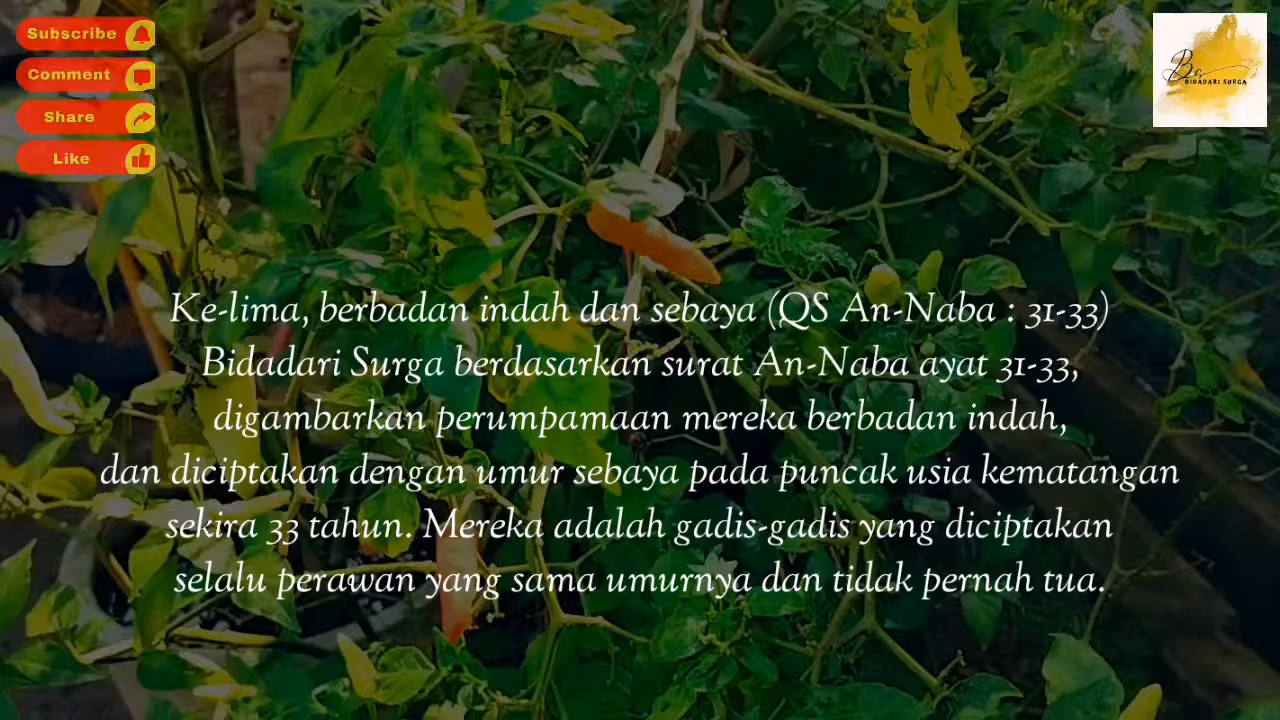 Subscribe
Comment
Share
Like
Bs
BIDADARI SURGA
Ke-lima, berbadan indah dan sebaya (QS An-Naba : 31-33)
Bidadari Surga berdasarkan surat An-Naba ayat 31-33,
digambarkan perumpamaan mereka berbadan indah,
dan diciptakan dengan umur sebaya pada puncak usia kematangan
sekira 33 tahun. Mereka adalah gadis-gadis yang diciptakan
selalu perawan yang sama umurnya dan tidak pernah tua.